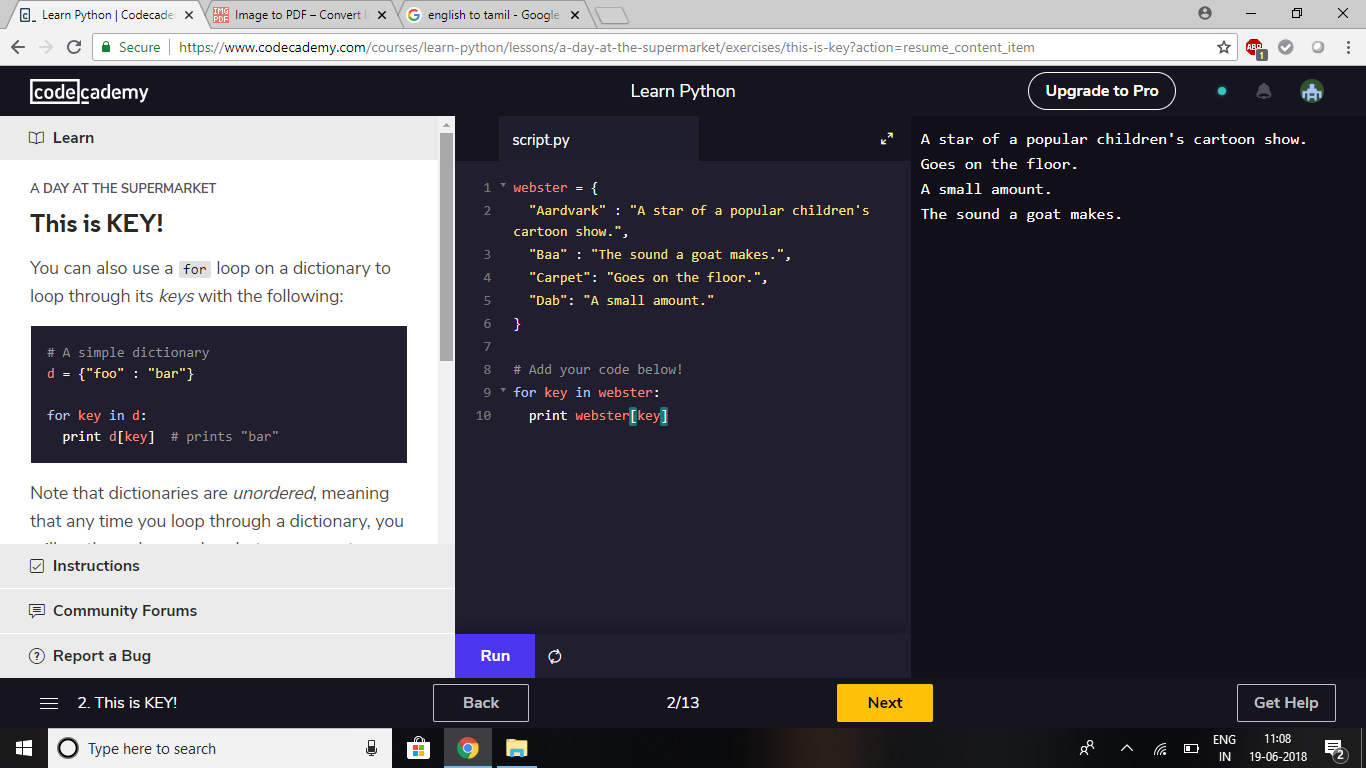 Learn Python | Codecade
Image to PDF – Convert
english to tamil - Google
Secure
https://www.codecademy.com/courses/learn-python/lessons/a-day-at-the-supermarket/exercises/this-is-key?action=resume_content_item
ABP
1
codecademy
Learn Python
Upgrade to Pro
Learn
A DAY AT THE SUPERMARKET
This is KEY!
You can also use a for loop on a dictionary to
loop through its keys with the following:
# A simple dictionary
d = {"foo" : "bar"}
for key in d:
print d[key]  # prints "bar"
Note that dictionaries are unordered, meaning
that any time you loop through a dictionary, you
Instructions
Community Forums
Report a Bug
script.py
1 webster = {
2 "Aardvark" : "A star of a popular children's
cartoon show.",
3 "Baa" : "The sound a goat makes.",
4 "Carpet": "Goes on the floor.",
5 "Dab": "A small amount."
6 }
7
8 # Add your code below!
9 for key in webster:
10 print webster[key]
Run
A star of a popular children's cartoon show.
Goes on the floor.
A small amount.
The sound a goat makes.
2. This is KEY!
Back
2/13
Next
Get Help
Type here to search
ENG
IN
11:08
19-06-2018
2